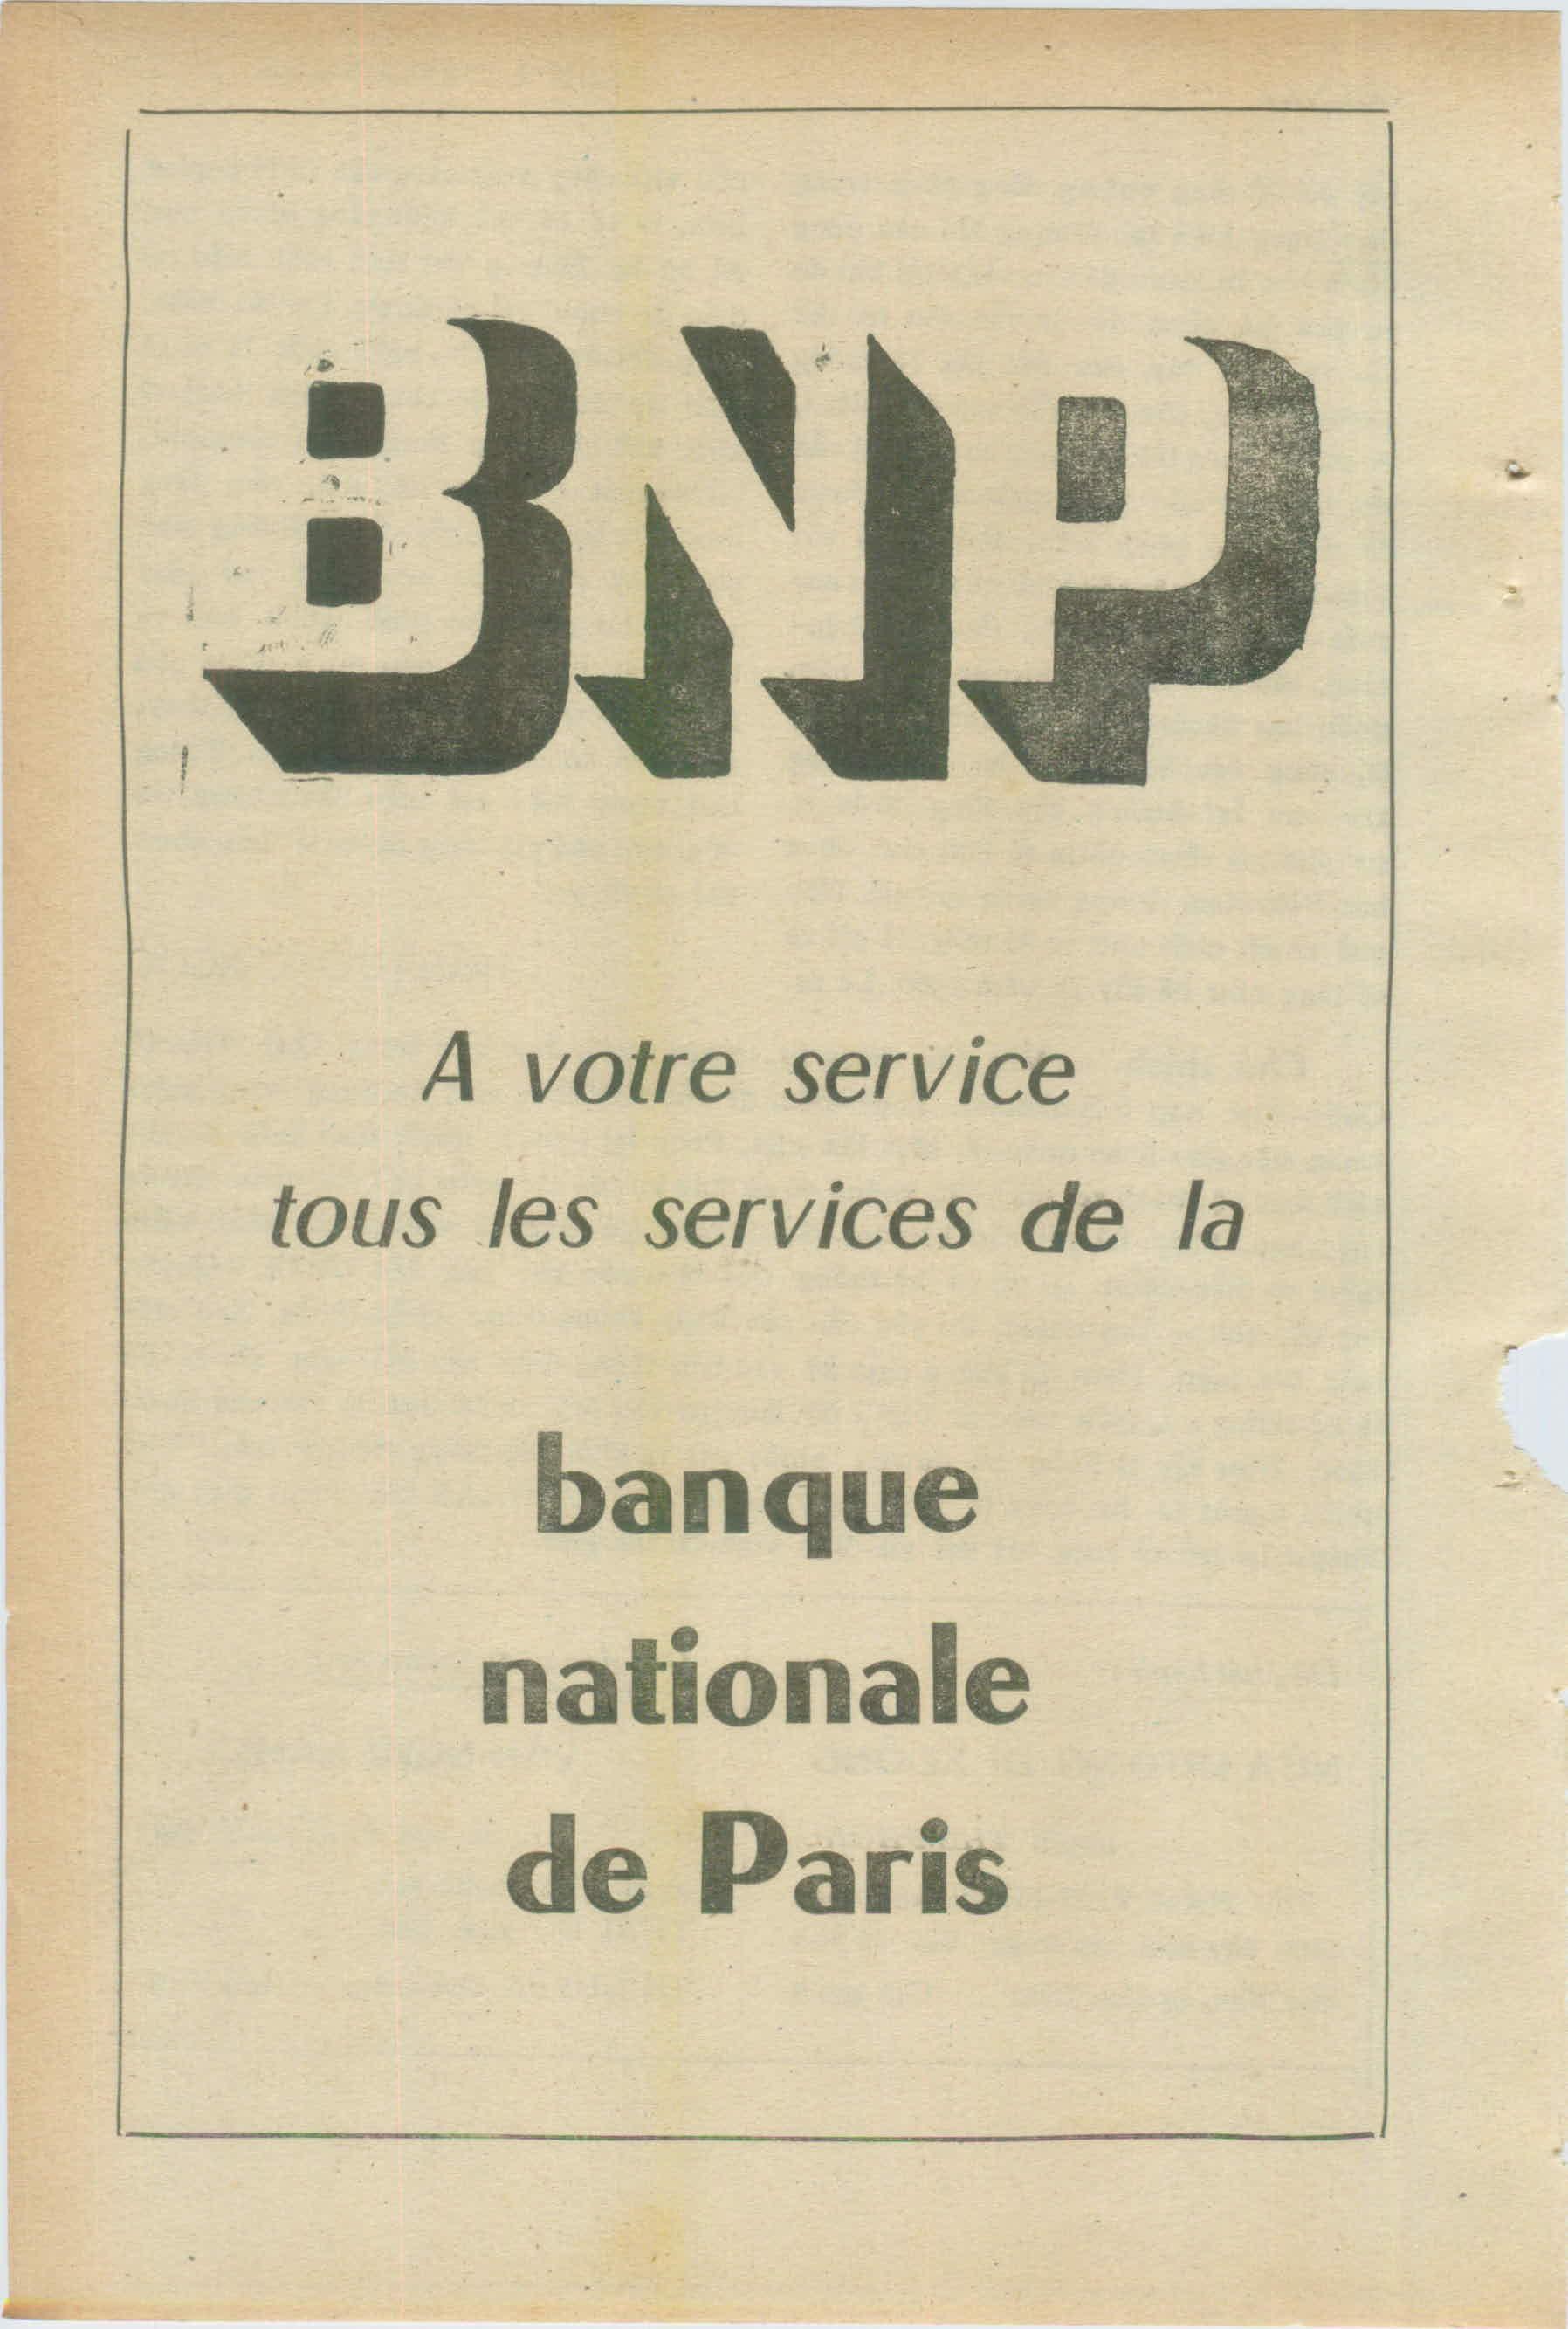 BNP
A votre service
tous les services de la
banque
nationale
de Paris